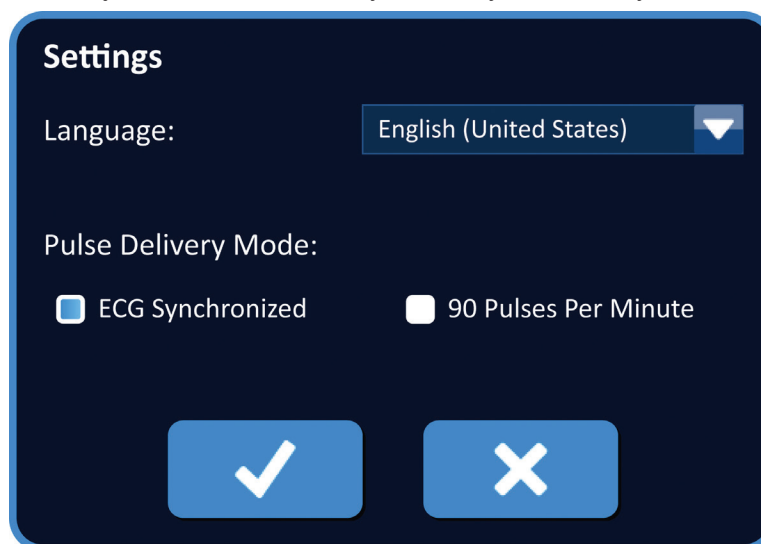 Settings
Language: English (United States)
Pulse Delivery Mode:
ECG Synchronized 90 Pulses Per Minute